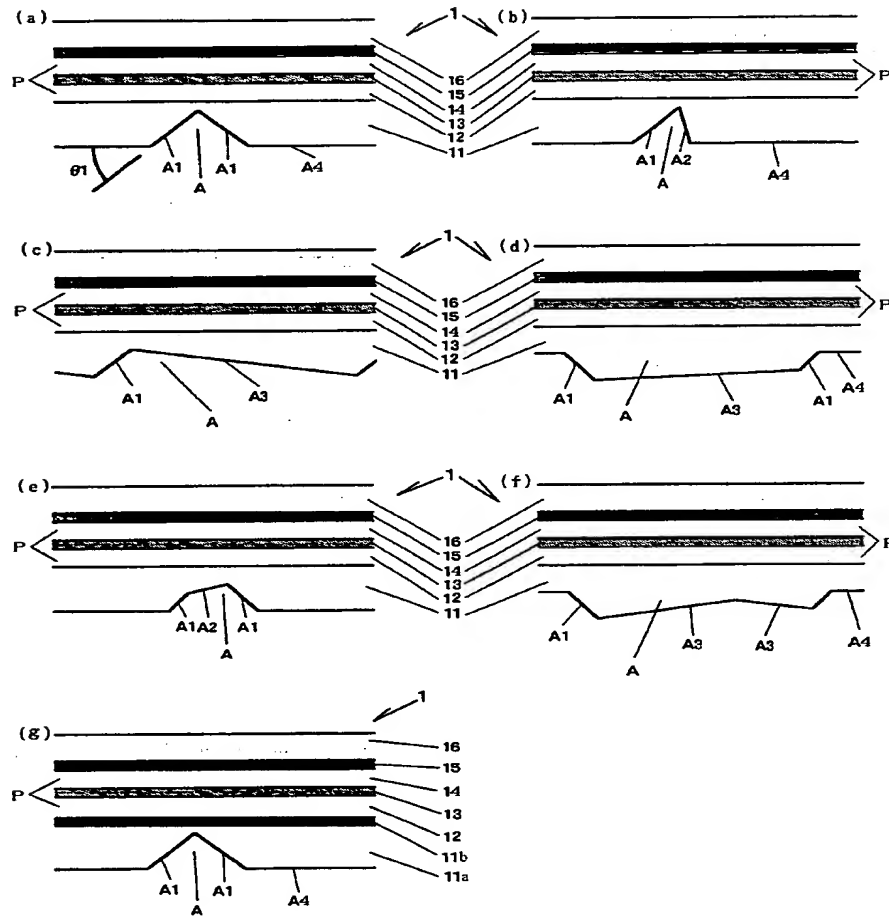 (a) 1 (b)
16
15
P 14 P
13
12
11
θ1 A1 A1 A4 A1 A2 A4
A A
(c) 1 (d)
16
15
P 14 P
13
12
11
A1 A3 A1 A3 A1 A4
A A
(e) 1 (f)
16
15
P 14 P
13
12
11
A1 A2 A1 A1 A3 A3 A4
A A
(g) 1
16
15
P 14
13
12
11b
A1 A1 A4 11a
A